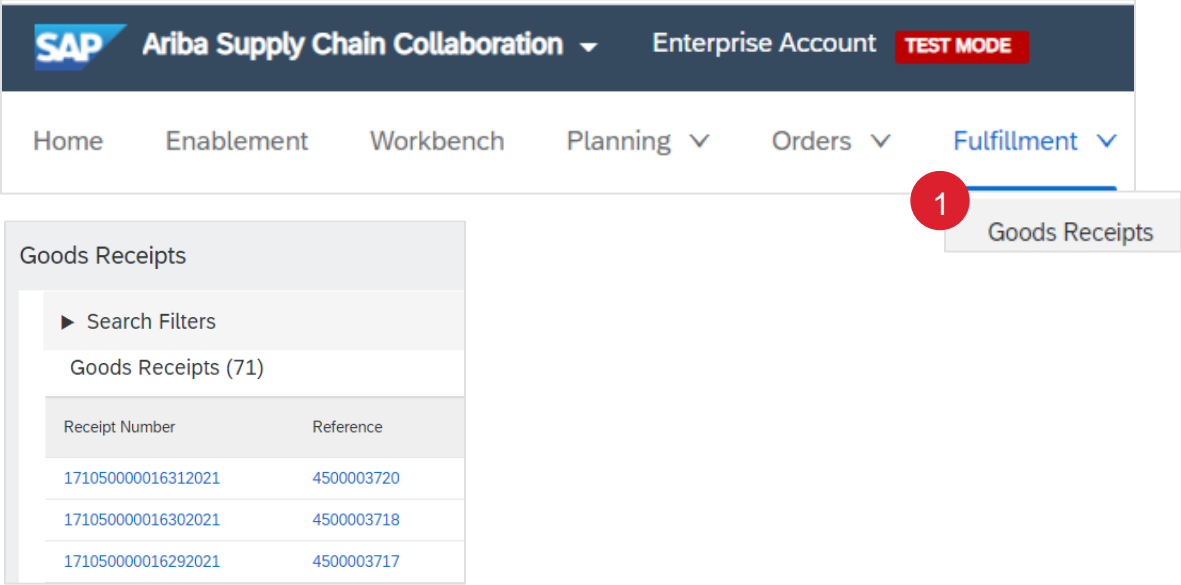 SAP Ariba Supply Chain Collaboration Enterprise Account TEST MODE
Home Enablement Workbench Planning Orders Fulfillment
1
Goods Receipts
Goods Receipts
Search Filters
Goods Receipts (71)
Receipt Number Reference
171050000016312021 4500003720
171050000016302021 4500003718
171050000016292021 4500003717